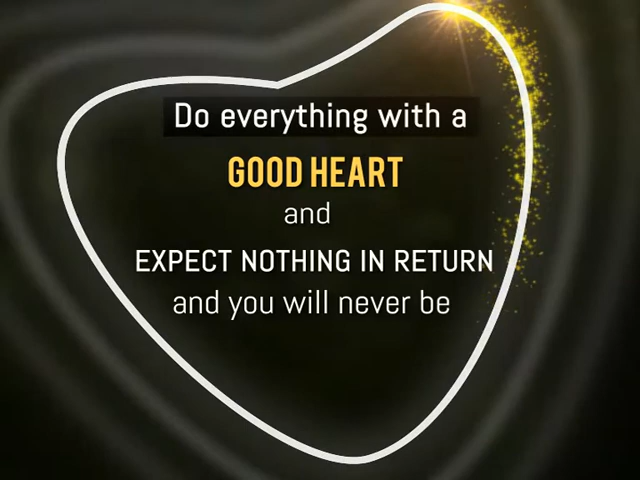 Do everything with a
GOOD HEART
and
EXPECT NOTHING IN RETURN
and you will never be